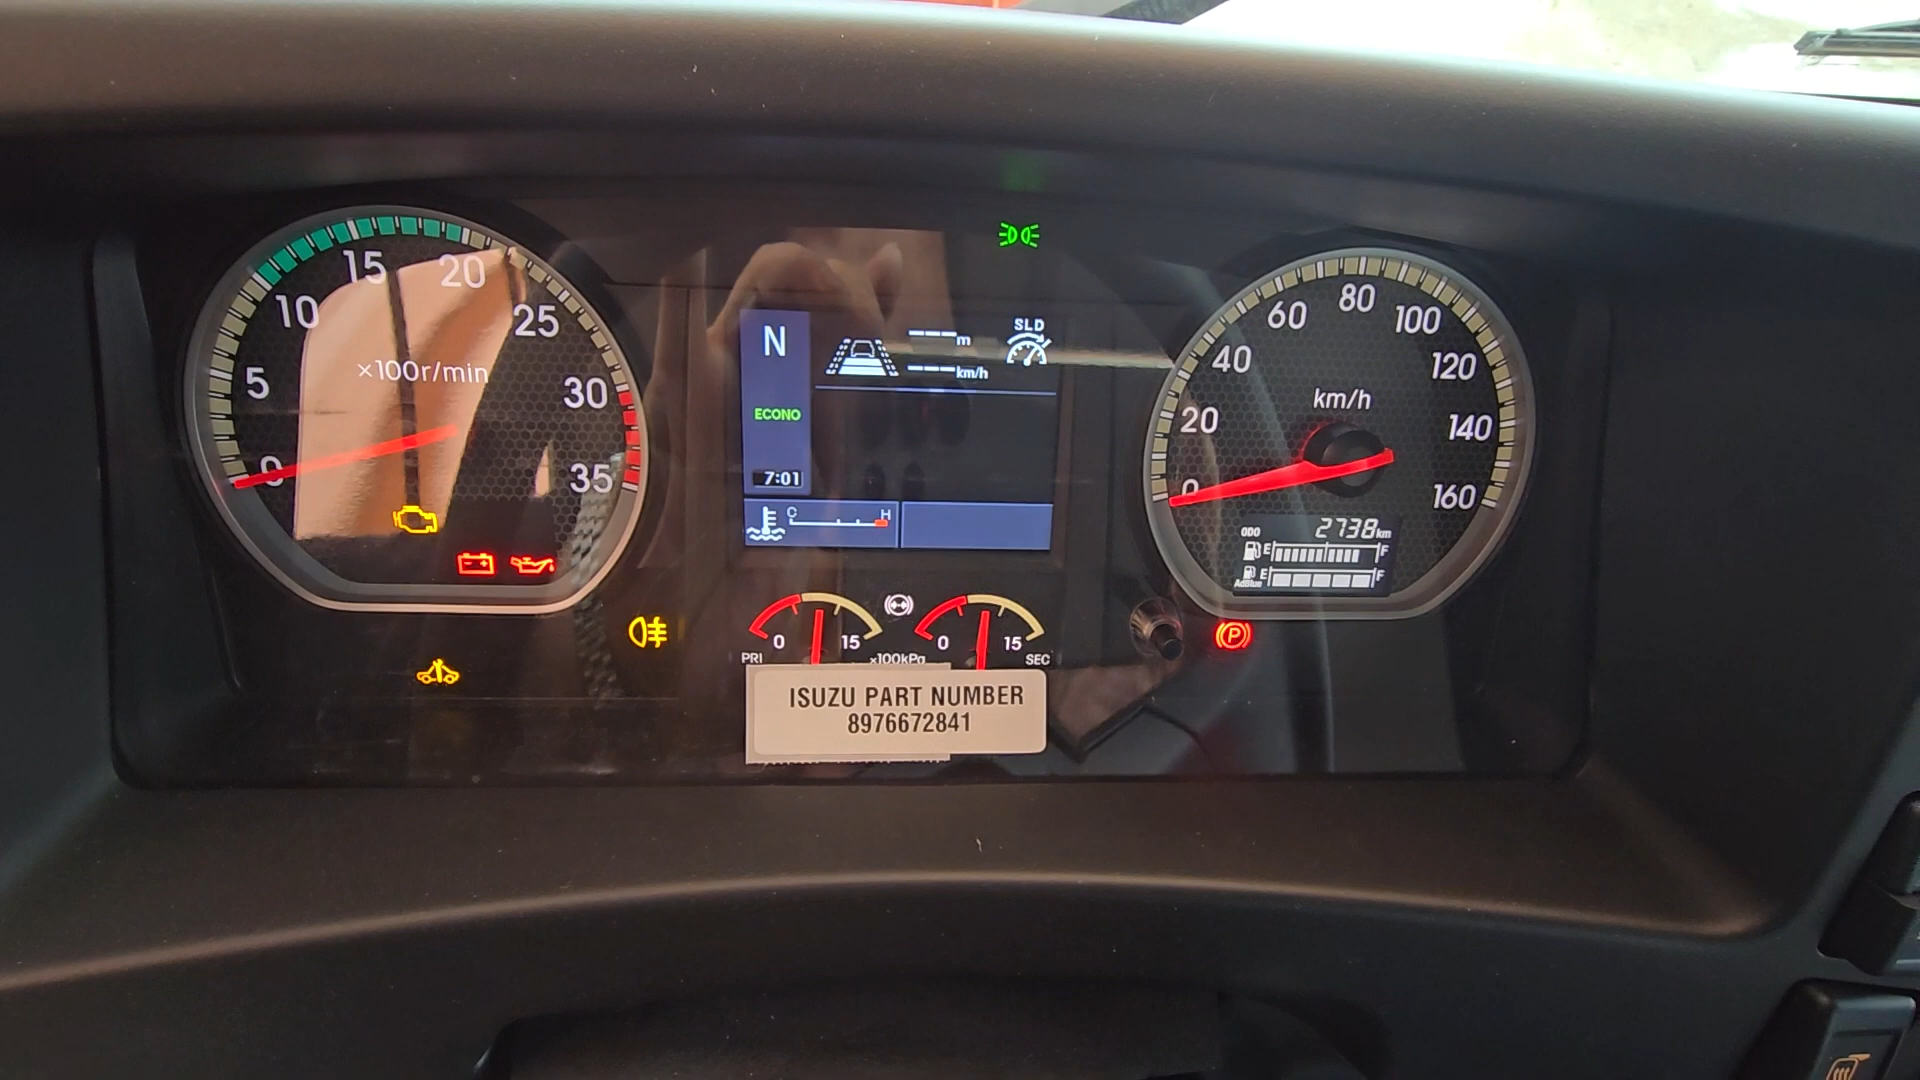 0
5
10
15
20
25
30
35
×100r/min
N
ECONO
7:01
---m
---km/h
SLD
C H
0
20
40
60
80
100
120
140
160
km/h
ODO 2738km
E F
E F
AdBlue
0 15
PRI
×100kPa
0 15
SEC
P
ISUZU PART NUMBER
8976672841